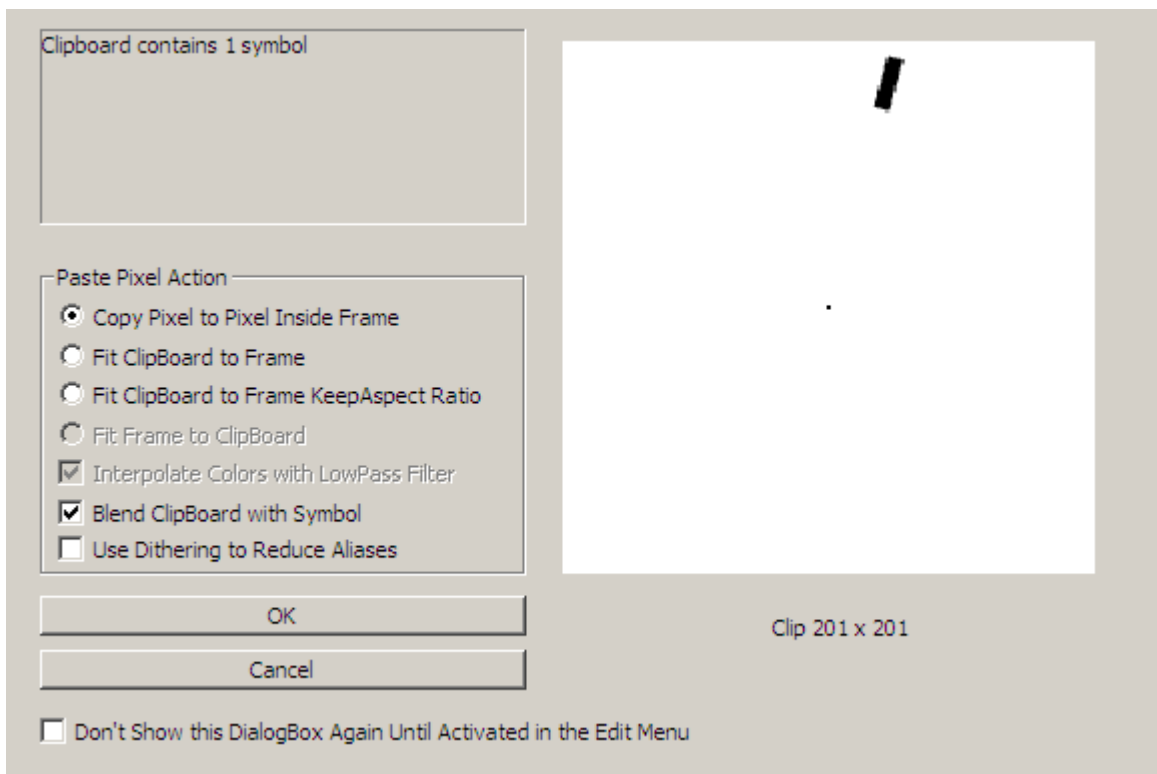 Clipboard contains 1 symbol
Paste Pixel Action
Copy Pixel to Pixel Inside Frame
Fit ClipBoard to Frame
Fit ClipBoard to Frame KeepAspect Ratio
Fit Frame to ClipBoard
Interpolate Colors with LowPass Filter
Blend ClipBoard with Symbol
Use Dithering to Reduce Aliases
OK
Cancel
Clip 201 x 201
Don't Show this DialogBox Again Until Activated in the Edit Menu